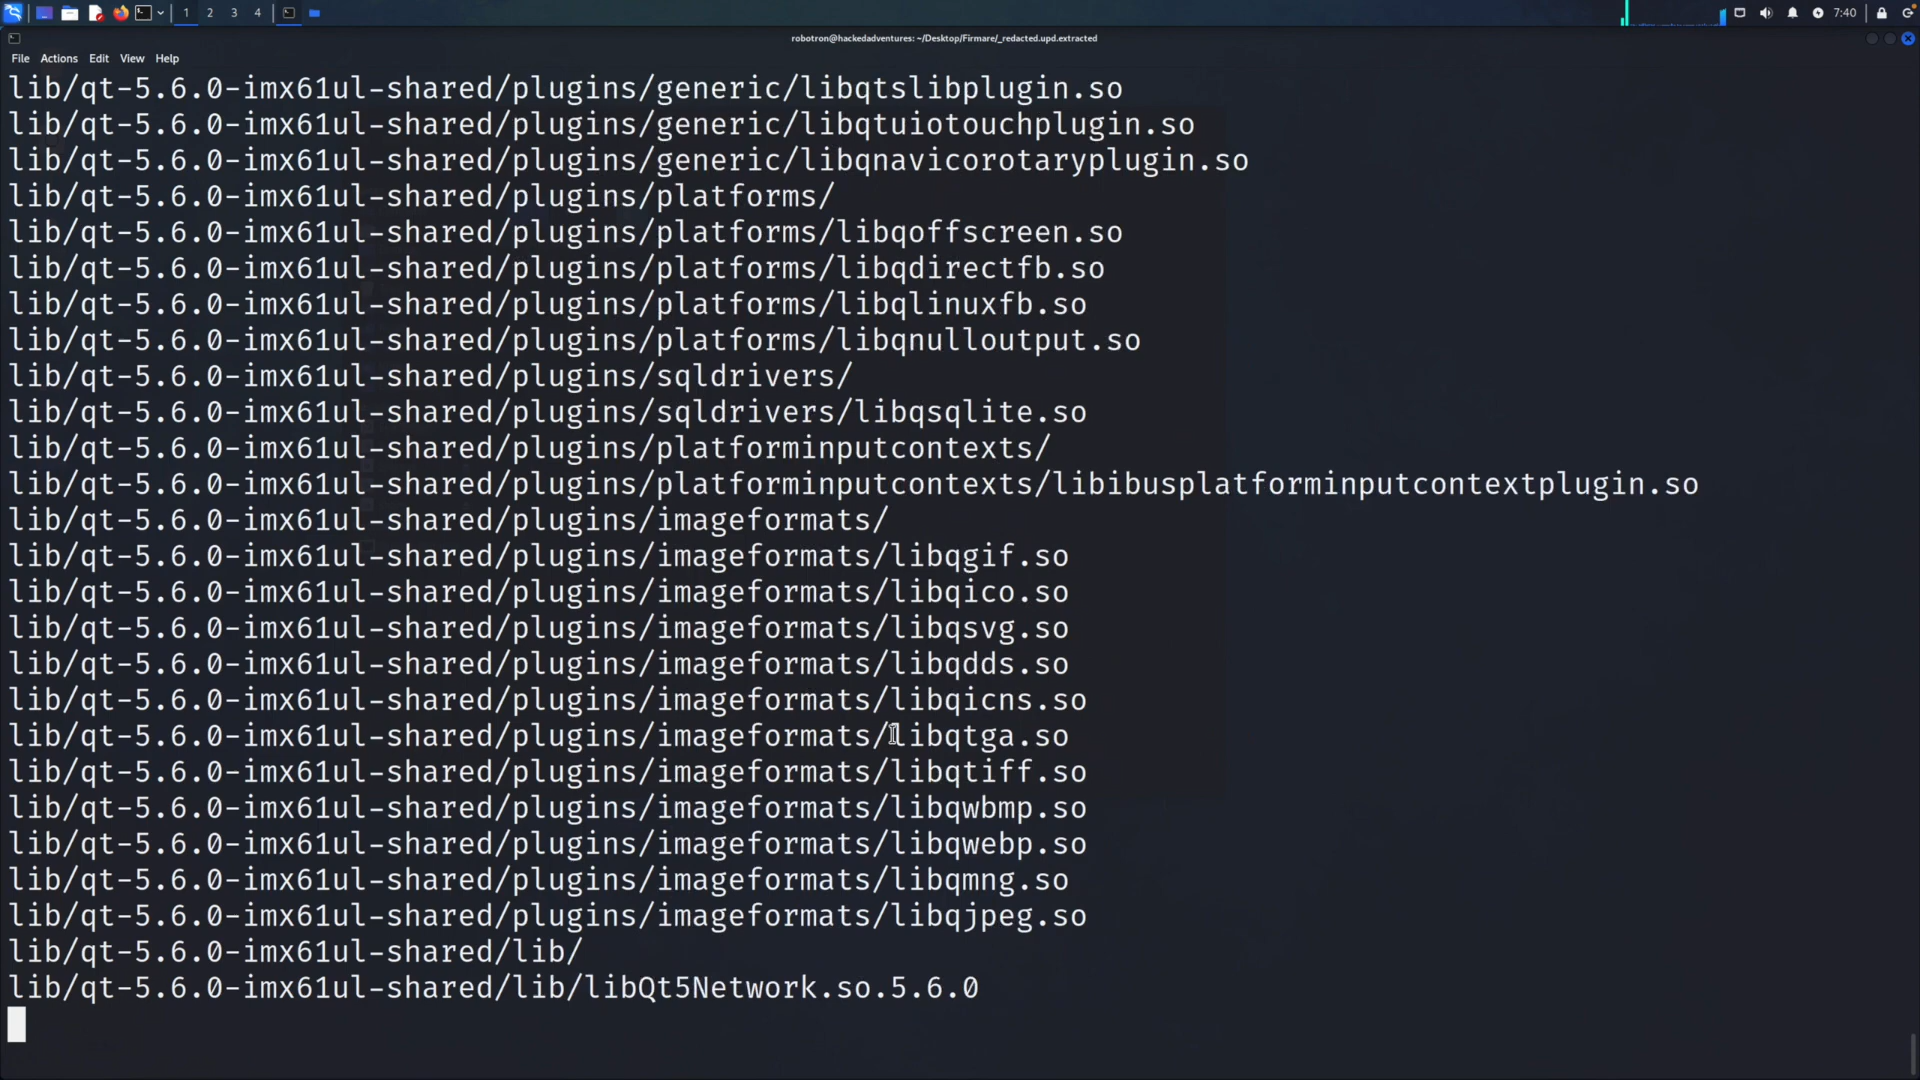 1 2 3 4
7:40
robotron@hackedadventures: ~/Desktop/Firmare/_redacted.upd.extracted
File Actions Edit View Help
lib/qt-5.6.0-imx61ul-shared/plugins/generic/libqtslibplugin.so
lib/qt-5.6.0-imx61ul-shared/plugins/generic/libqtuiotouchplugin.so
lib/qt-5.6.0-imx61ul-shared/plugins/generic/libqnavicorotaryplugin.so
lib/qt-5.6.0-imx61ul-shared/plugins/platforms/
lib/qt-5.6.0-imx61ul-shared/plugins/platforms/libqoffscreen.so
lib/qt-5.6.0-imx61ul-shared/plugins/platforms/libqdirectfb.so
lib/qt-5.6.0-imx61ul-shared/plugins/platforms/libqlinuxfb.so
lib/qt-5.6.0-imx61ul-shared/plugins/platforms/libqnulloutput.so
lib/qt-5.6.0-imx61ul-shared/plugins/sqldrivers/
lib/qt-5.6.0-imx61ul-shared/plugins/sqldrivers/libqsqlite.so
lib/qt-5.6.0-imx61ul-shared/plugins/platforminputcontexts/
lib/qt-5.6.0-imx61ul-shared/plugins/platforminputcontexts/libibusplatforminputcontextplugin.so
lib/qt-5.6.0-imx61ul-shared/plugins/imageformats/
lib/qt-5.6.0-imx61ul-shared/plugins/imageformats/libqgif.so
lib/qt-5.6.0-imx61ul-shared/plugins/imageformats/libqico.so
lib/qt-5.6.0-imx61ul-shared/plugins/imageformats/libqsvg.so
lib/qt-5.6.0-imx61ul-shared/plugins/imageformats/libqdds.so
lib/qt-5.6.0-imx61ul-shared/plugins/imageformats/libqicns.so
lib/qt-5.6.0-imx61ul-shared/plugins/imageformats/libqtga.so
lib/qt-5.6.0-imx61ul-shared/plugins/imageformats/libqtiff.so
lib/qt-5.6.0-imx61ul-shared/plugins/imageformats/libqwbmp.so
lib/qt-5.6.0-imx61ul-shared/plugins/imageformats/libqwebp.so
lib/qt-5.6.0-imx61ul-shared/plugins/imageformats/libqmng.so
lib/qt-5.6.0-imx61ul-shared/plugins/imageformats/libqjpeg.so
lib/qt-5.6.0-imx61ul-shared/lib/
lib/qt-5.6.0-imx61ul-shared/lib/libQt5Network.so.5.6.0